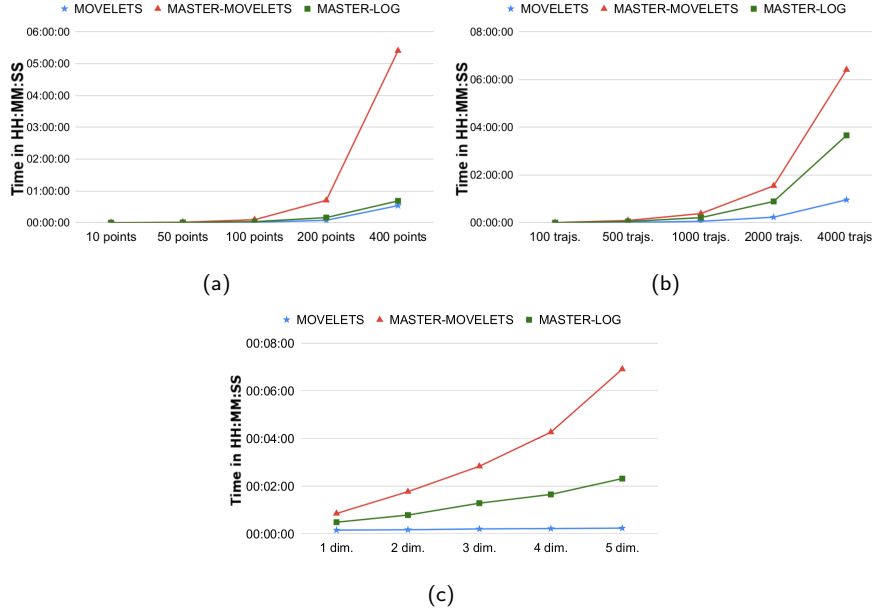 MOVELETS MASTER-MOVELETS MASTER-LOG
Time in HH:MM:SS
06:00:00
05:00:00
04:00:00
03:00:00
02:00:00
01:00:00
00:00:00
10 points 50 points 100 points 200 points 400 points
(a)
MOVELETS MASTER-MOVELETS MASTER-LOG
Time in HH:MM:SS
08:00:00
06:00:00
04:00:00
02:00:00
00:00:00
100 trajs. 500 trajs. 1000 trajs. 2000 trajs. 4000 trajs
(b)
MOVELETS MASTER-MOVELETS MASTER-LOG
Time in HH:MM:SS
00:08:00
00:06:00
00:04:00
00:02:00
00:00:00
1 dim. 2 dim. 3 dim. 4 dim. 5 dim.
(c)